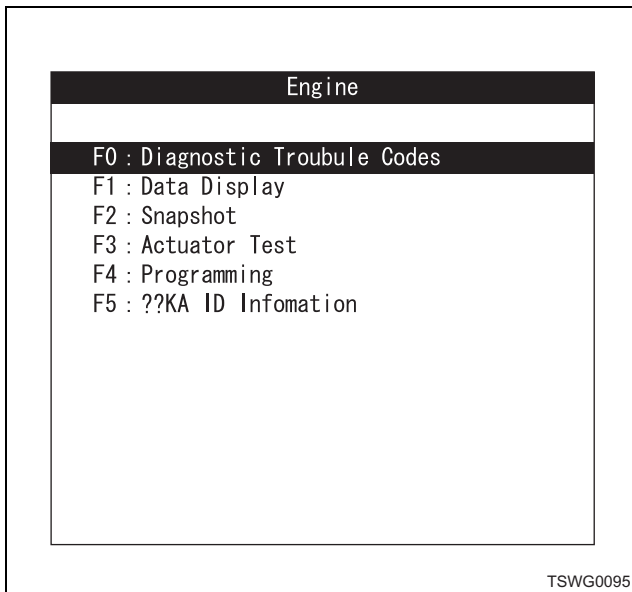 Engine
F0 : Diagnostic Troubule Codes
F1 : Data Display
F2 : Snapshot
F3 : Actuator Test
F4 : Programming
F5 : ??KA ID Infomation
TSWG0095